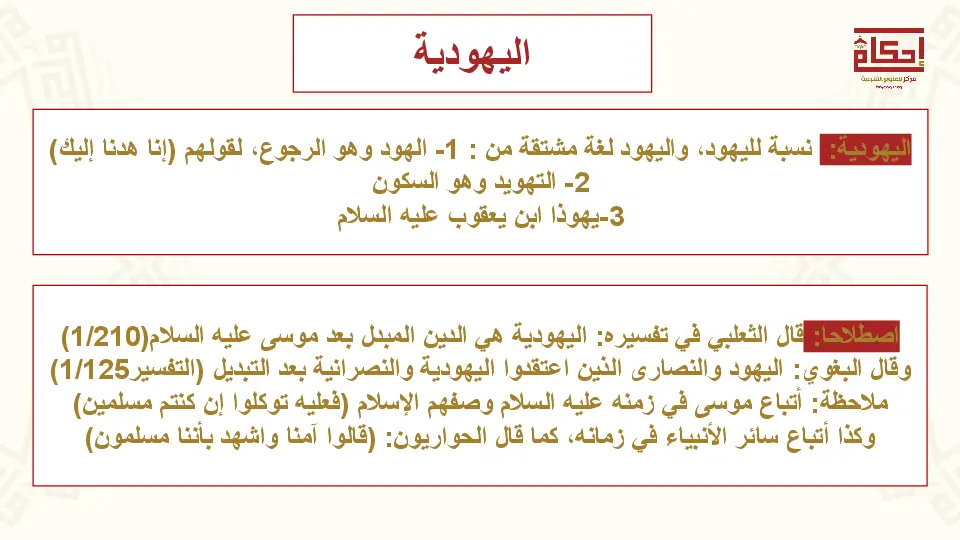 اليهودية
إحكام
مركز للعلوم الشرعية
اليهودية: نسبة لليهود، واليهود لغة مشتقة من : 1- الهود وهو الرجوع، لقولهم (إنا هدنا إليك)
2- التهويد وهو السكون
3-يهوذا ابن يعقوب عليه السلام
اصطلاحا: قال الثعلبي في تفسيره: اليهودية هي الدين المبدل بعد موسى عليه السلام(1/210)
وقال البغوي: اليهود والنصارى الذين اعتقدوا اليهودية والنصرانية بعد التبديل (التفسير1/125)
ملاحظة: أتباع موسى في زمنه عليه السلام وصفهم الإسلام (فعليه توكلوا إن كنتم مسلمين)
وكذا أتباع سائر الأنبياء في زمانه، كما قال الحواريون: (قالوا آمنا واشهد بأننا مسلمون)